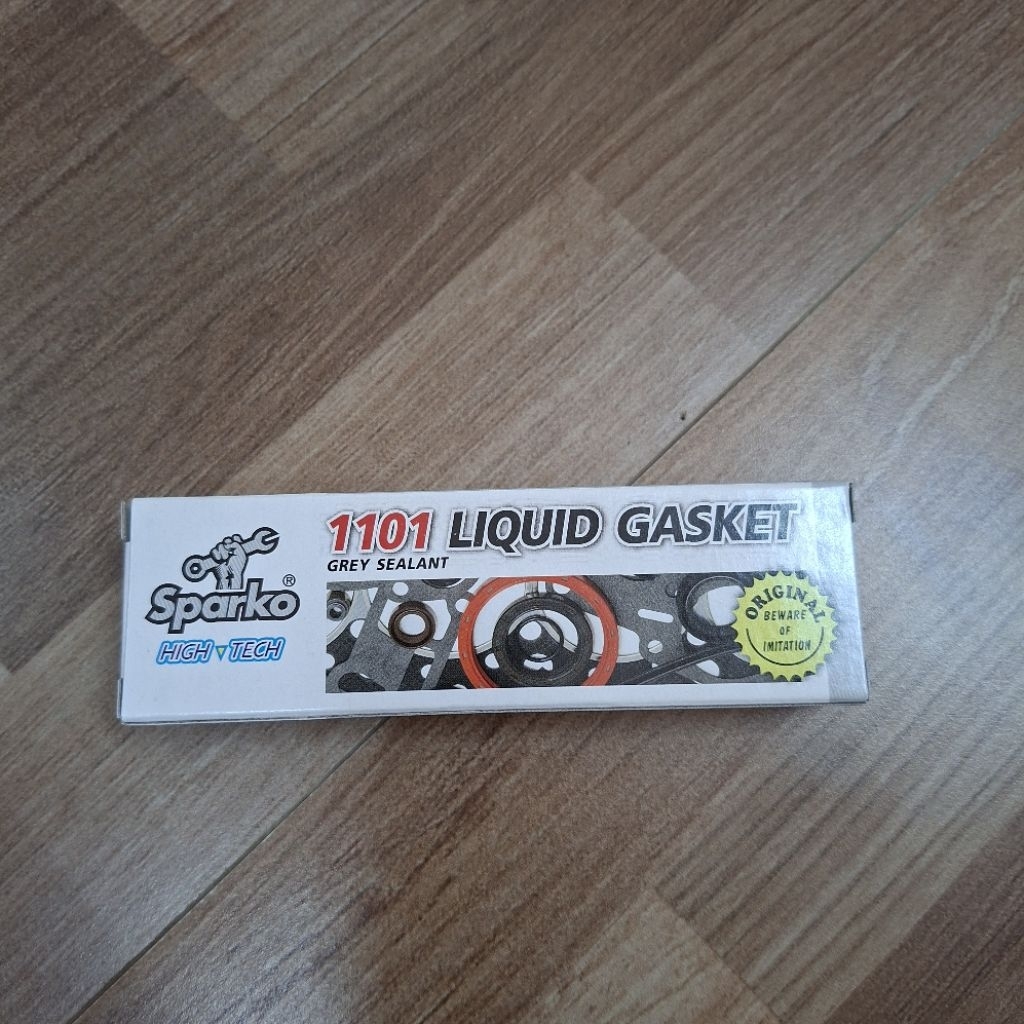 Sparko®
HIGH TECH
1101 LIQUID GASKET
GREY SEALANT
ORIGINAL
BEWARE
OF
IMITATION